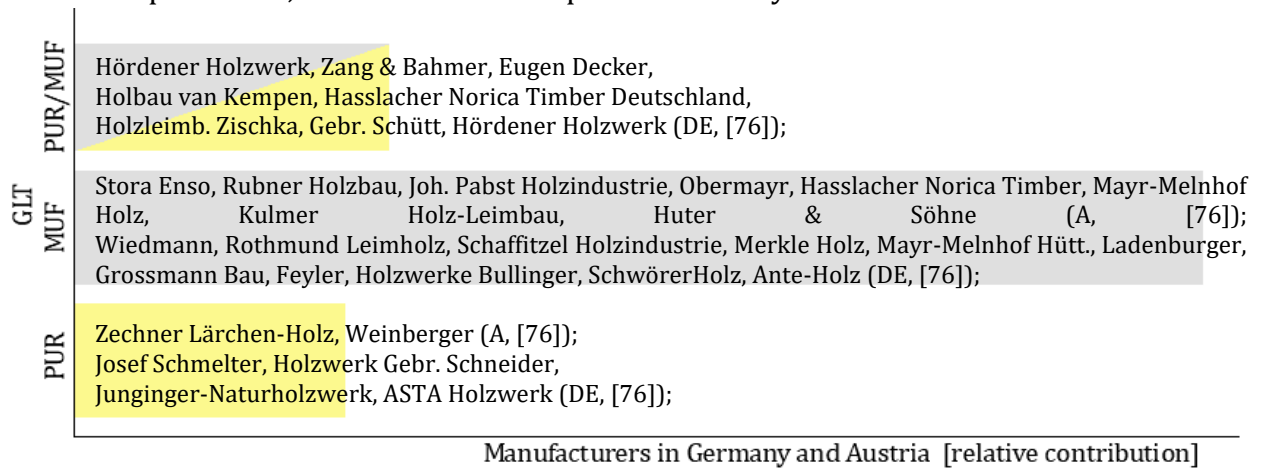 PUR/MUF
Hördener Holzwerk, Zang & Bahmer, Eugen Decker,
Holbau van Kempen, Hasslacher Norica Timber Deutschland,
Holzleimb. Zischka, Gebr. Schütt, Hördener Holzwerk (DE, [76]);
GLT
MUF
Stora Enso, Rubner Holzbau, Joh. Pabst Holzindustrie, Obermayr, Hasslacher Norica Timber, Mayr-Melnhof
Holz, Kulmer Holz-Leimbau, Huter & Söhne (A, [76]);
Wiedmann, Rothmund Leimholz, Schaffitzel Holzindustrie, Merkle Holz, Mayr-Melnhof Hütt., Ladenburger,
Grossmann Bau, Feyler, Holzwerke Bullinger, SchwörerHolz, Ante-Holz (DE, [76]);
PUR
Zechner Lärchen-Holz, Weinberger (A, [76]);
Josef Schmelter, Holzwerk Gebr. Schneider,
Junginger-Naturholzwerk, ASTA Holzwerk (DE, [76]);
Manufacturers in Germany and Austria [relative contribution]